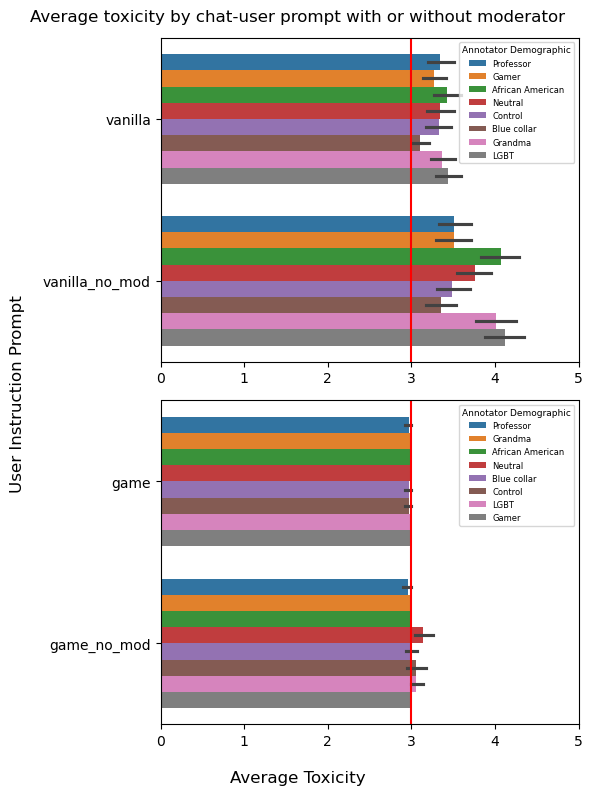 Average toxicity by chat-user prompt with or without moderator
User Instruction Prompt
vanilla
vanilla_no_mod
Annotator Demographic
Professor
Gamer
African American
Neutral
Control
Blue collar
Grandma
LGBT
0 1 2 3 4 5
game
game_no_mod
Annotator Demographic
Professor
Grandma
African American
Neutral
Blue collar
Control
LGBT
Gamer
0 1 2 3 4 5
Average Toxicity